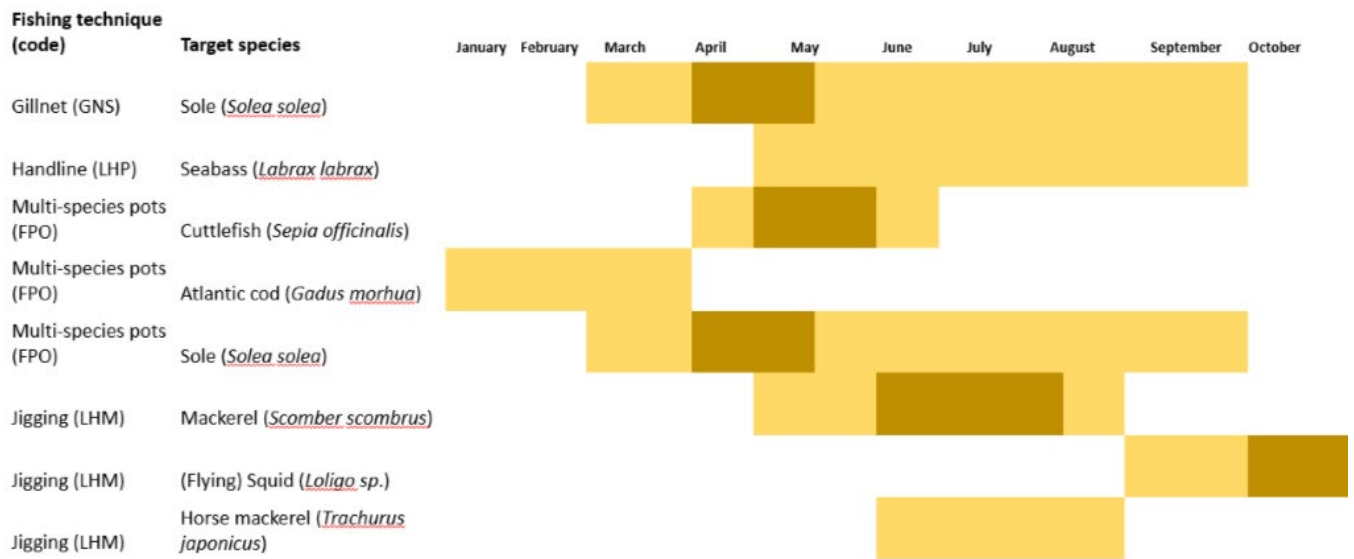 Fishing technique
(code)
Target species
January February March April May June July August September October
Gillnet (GNS) Sole (Solea solea)
Handline (LHP) Seabass (Labrax labrax)
Multi-species pots
(FPO) Cuttlefish (Sepia officinalis)
Multi-species pots
(FPO) Atlantic cod (Gadus morhua)
Multi-species pots
(FPO) Sole (Solea solea)
Jigging (LHM) Mackerel (Scomber scombrus)
Jigging (LHM) (Flying) Squid (Loligo sp.)
Horse mackerel (Trachurus
Jigging (LHM) japonicus)